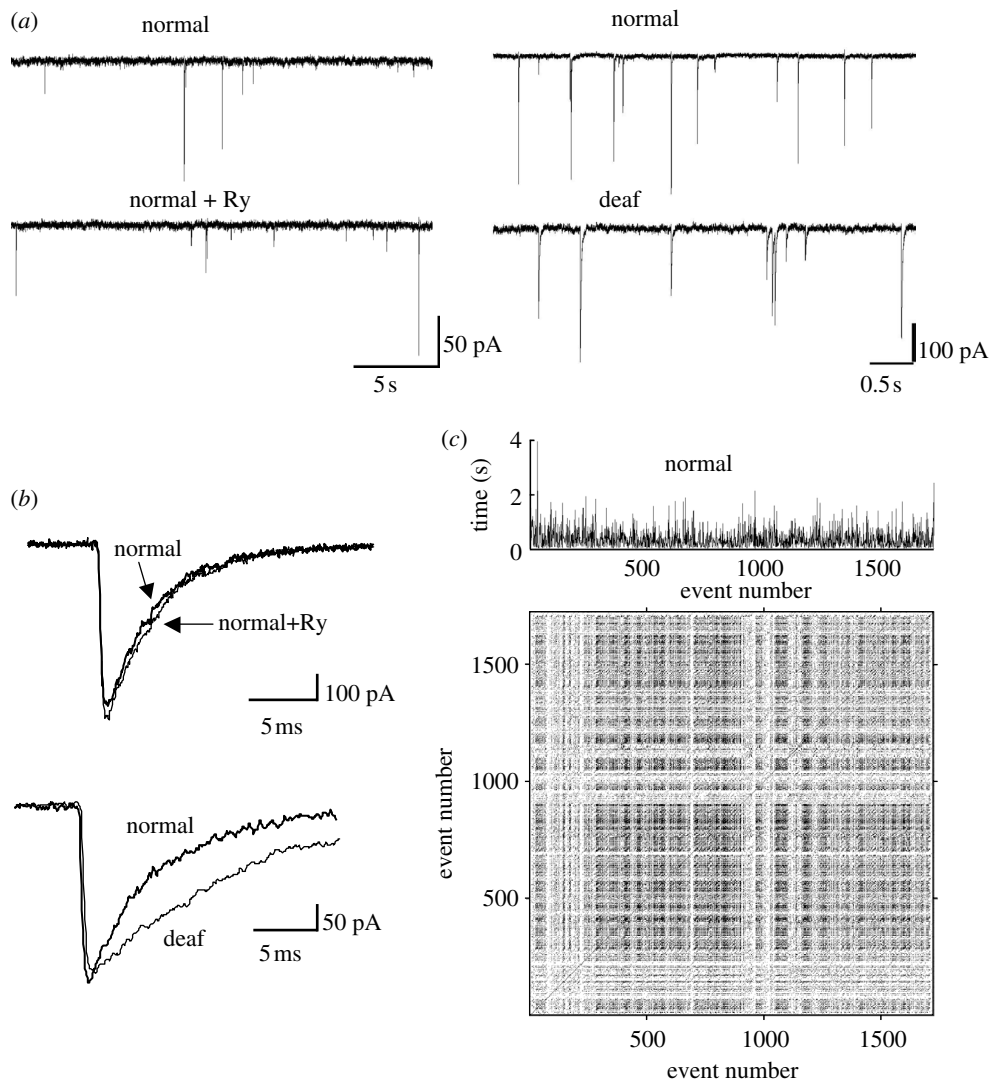 (a)
normal
normal
normal + Ry
deaf
50 pA
5 s
100 pA
0.5 s
(b)
normal
normal+Ry
100 pA
5 ms
normal
deaf
50 pA
5 ms
(c)
4
2
0
time (s)
normal
500
1000
1500
event number
1500
1000
500
event number
500
1000
1500
event number